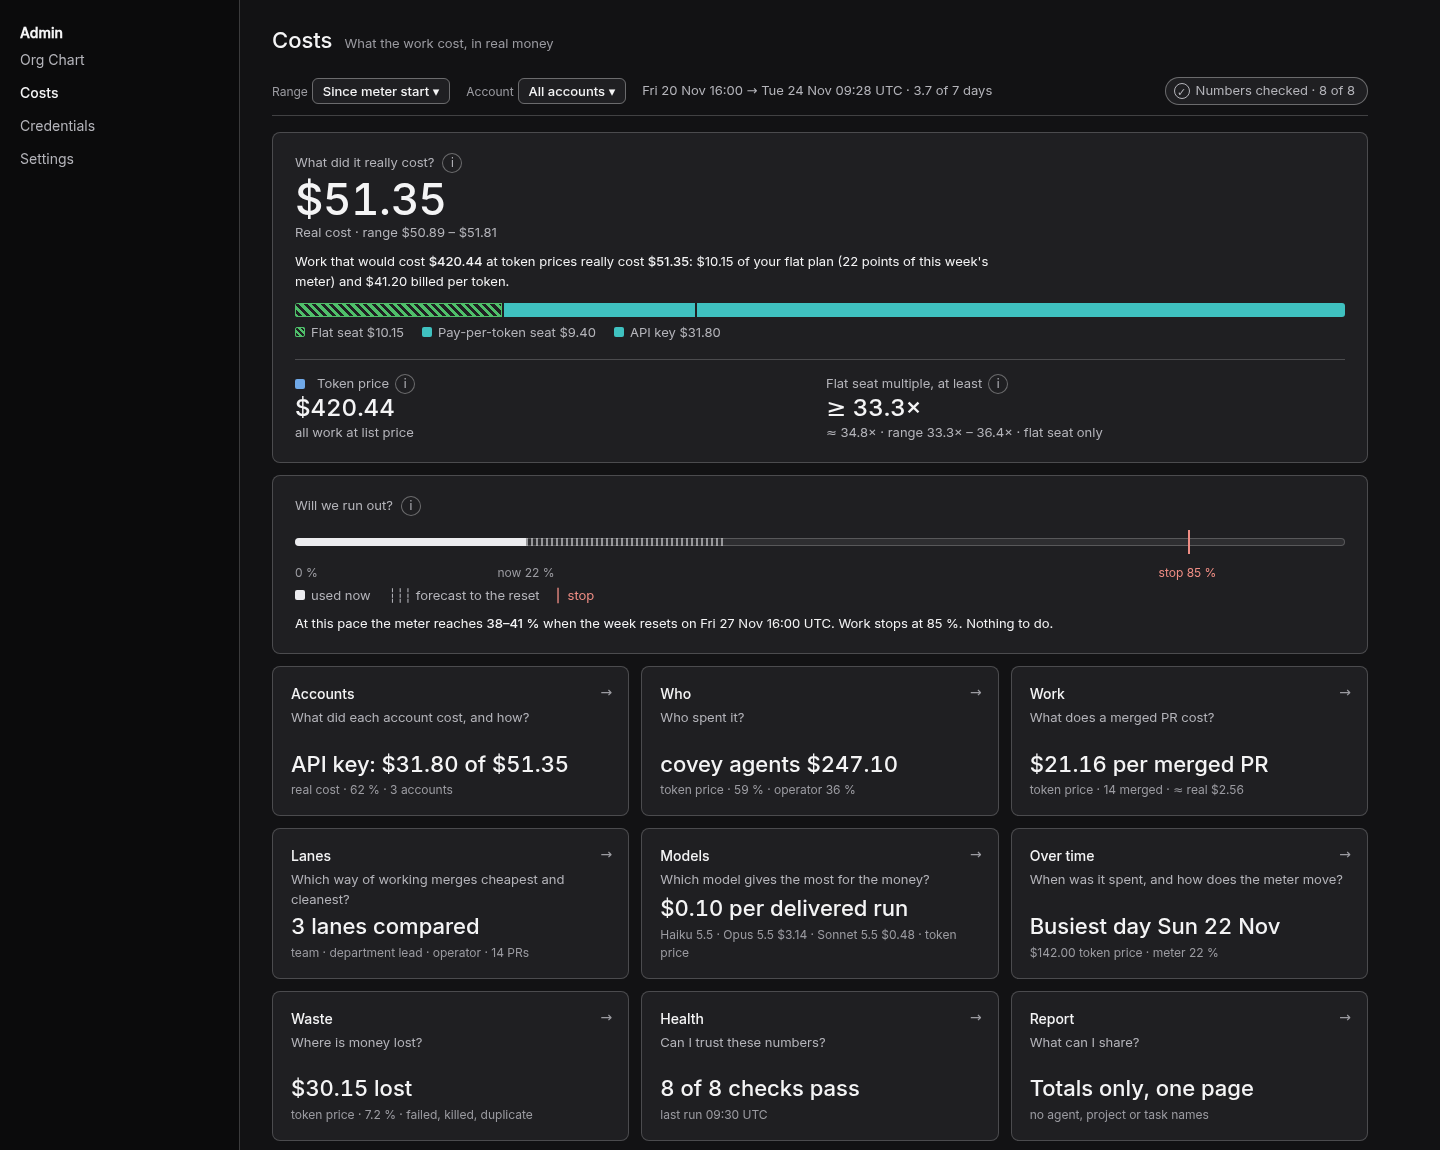 Admin
Org Chart
Costs
Credentials
Settings
Costs What the work cost, in real money
Range Since meter start ▾ Account All accounts ▾ Fri 20 Nov 16:00 → Tue 24 Nov 09:28 UTC · 3.7 of 7 days ✓ Numbers checked · 8 of 8
What did it really cost? i
$51.35
Real cost · range $50.89 – $51.81
Work that would cost $420.44 at token prices really cost $51.35: $10.15 of your flat plan (22 points of this week's
meter) and $41.20 billed per token.
Flat seat $10.15 Pay-per-token seat $9.40 API key $31.80
Token price i
$420.44
all work at list price
Flat seat multiple, at least i
≥ 33.3×
≈ 34.8× · range 33.3× – 36.4× · flat seat only
Will we run out? i
0 % now 22 % stop 85 %
used now forecast to the reset stop
At this pace the meter reaches 38–41 % when the week resets on Fri 27 Nov 16:00 UTC. Work stops at 85 %. Nothing to do.
Accounts →
What did each account cost, and how?
API key: $31.80 of $51.35
real cost · 62 % · 3 accounts
Who →
Who spent it?
covey agents $247.10
token price · 59 % · operator 36 %
Work →
What does a merged PR cost?
$21.16 per merged PR
token price · 14 merged · ≈ real $2.56
Lanes →
Which way of working merges cheapest and
cleanest?
3 lanes compared
team · department lead · operator · 14 PRs
Models →
Which model gives the most for the money?
$0.10 per delivered run
Haiku 5.5 · Opus 5.5 $3.14 · Sonnet 5.5 $0.48 · token
price
Over time →
When was it spent, and how does the meter move?
Busiest day Sun 22 Nov
$142.00 token price · meter 22 %
Waste →
Where is money lost?
$30.15 lost
token price · 7.2 % · failed, killed, duplicate
Health →
Can I trust these numbers?
8 of 8 checks pass
last run 09:30 UTC
Report →
What can I share?
Totals only, one page
no agent, project or task names